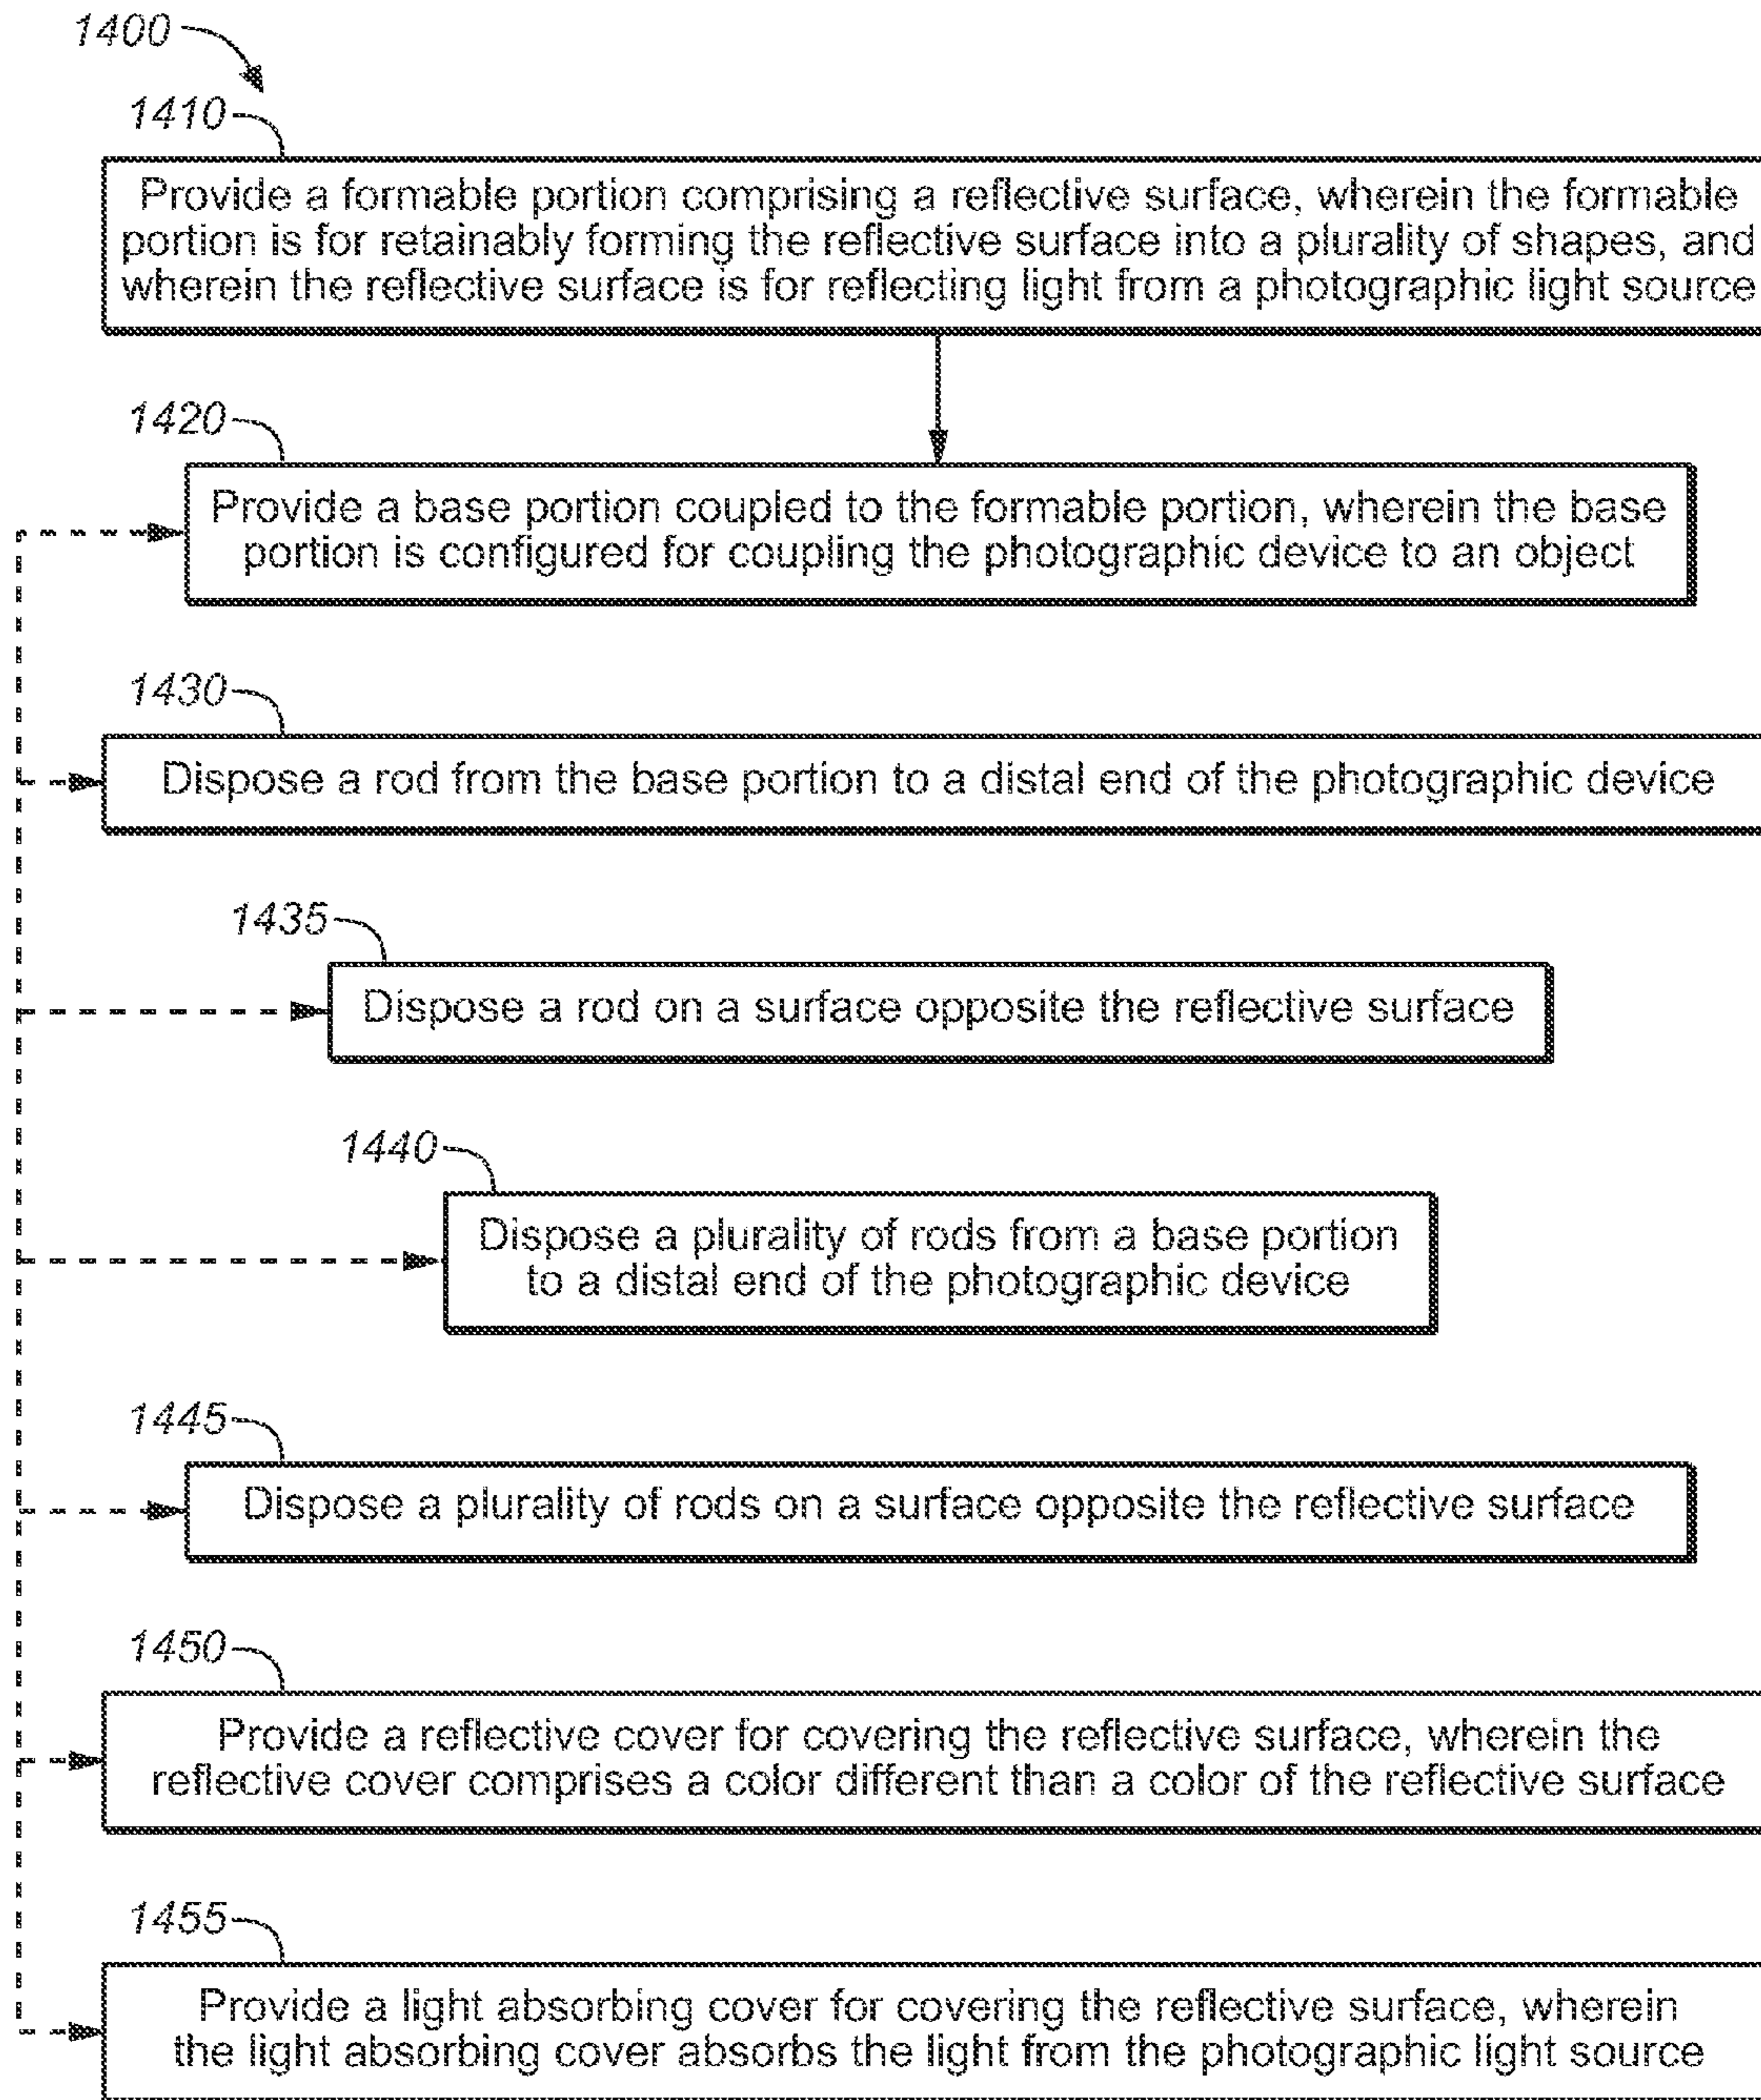 1400
1410
Provide a formable portion comprising a reflective surface, wherein the formable
portion is for retainably forming the reflective surface into a plurality of shapes, and
wherein the reflective surface is for reflecting light from a photographic light source
1420
Provide a base portion coupled to the formable portion, wherein the base
portion is configured for coupling the photographic device to an object
1430
Dispose a rod from the base portion to a distal end of the photographic device
1435
Dispose a rod on a surface opposite the reflective surface
1440
Dispose a plurality of rods from a base portion
to a distal end of the photographic device
1445
Dispose a plurality of rods on a surface opposite the reflective surface
1450
Provide a reflective cover for covering the reflective surface, wherein the
reflective cover comprises a color different than a color of the reflective surface
1455
Provide a light absorbing cover for covering the reflective surface, wherein
the light absorbing cover absorbs the light from the photographic light source